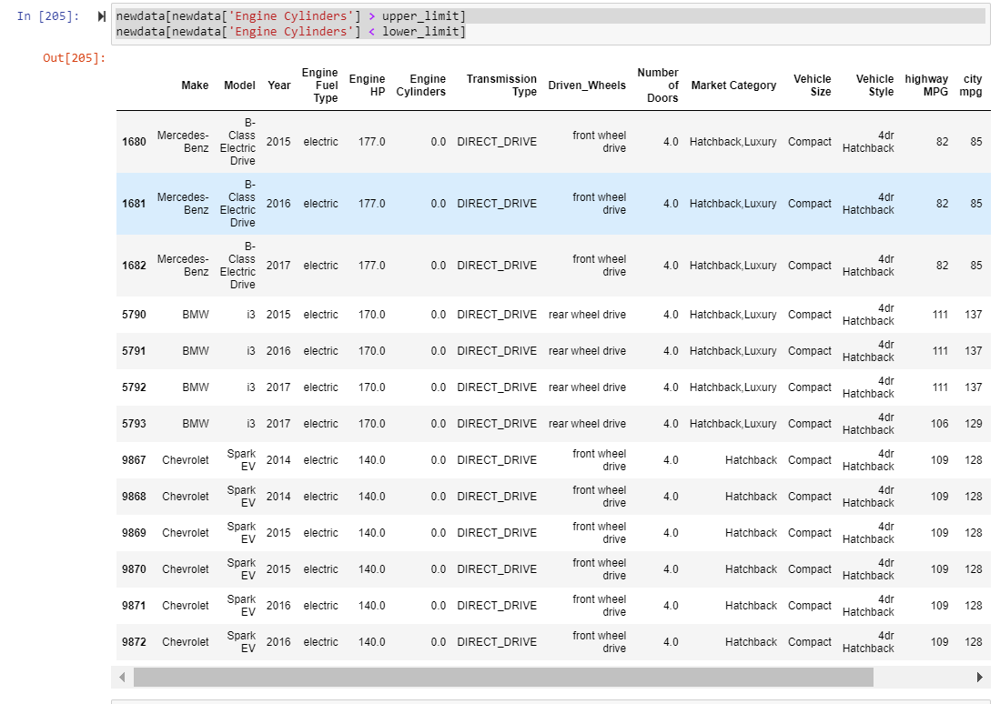 In [205]:
newdata[newdata['Engine Cylinders'] > upper_limit]
newdata[newdata['Engine Cylinders'] < lower_limit]
Out[205]:
Make Model Year Engine Fuel Type Engine HP Engine Cylinders Transmission Type Driven_Wheels Number of Doors Market Category Vehicle Size Vehicle Style highway MPG city mpg
1680 Mercedes-Benz B-Class Electric Drive 2015 electric 177.0 0.0 DIRECT_DRIVE front wheel drive 4.0 Hatchback,Luxury Compact 4dr Hatchback 82 85
1681 Mercedes-Benz B-Class Electric Drive 2016 electric 177.0 0.0 DIRECT_DRIVE front wheel drive 4.0 Hatchback,Luxury Compact 4dr Hatchback 82 85
1682 Mercedes-Benz B-Class Electric Drive 2017 electric 177.0 0.0 DIRECT_DRIVE front wheel drive 4.0 Hatchback,Luxury Compact 4dr Hatchback 82 85
5790 BMW i3 2015 electric 170.0 0.0 DIRECT_DRIVE rear wheel drive 4.0 Hatchback,Luxury Compact 4dr Hatchback 111 137
5791 BMW i3 2016 electric 170.0 0.0 DIRECT_DRIVE rear wheel drive 4.0 Hatchback,Luxury Compact 4dr Hatchback 111 137
5792 BMW i3 2017 electric 170.0 0.0 DIRECT_DRIVE rear wheel drive 4.0 Hatchback,Luxury Compact 4dr Hatchback 111 137
5793 BMW i3 2017 electric 170.0 0.0 DIRECT_DRIVE rear wheel drive 4.0 Hatchback,Luxury Compact 4dr Hatchback 106 129
9867 Chevrolet Spark EV 2014 electric 140.0 0.0 DIRECT_DRIVE front wheel drive 4.0 Hatchback Compact 4dr Hatchback 109 128
9868 Chevrolet Spark EV 2014 electric 140.0 0.0 DIRECT_DRIVE front wheel drive 4.0 Hatchback Compact 4dr Hatchback 109 128
9869 Chevrolet Spark EV 2015 electric 140.0 0.0 DIRECT_DRIVE front wheel drive 4.0 Hatchback Compact 4dr Hatchback 109 128
9870 Chevrolet Spark EV 2015 electric 140.0 0.0 DIRECT_DRIVE front wheel drive 4.0 Hatchback Compact 4dr Hatchback 109 128
9871 Chevrolet Spark EV 2016 electric 140.0 0.0 DIRECT_DRIVE front wheel drive 4.0 Hatchback Compact 4dr Hatchback 109 128
9872 Chevrolet Spark EV 2016 electric 140.0 0.0 DIRECT_DRIVE front wheel drive 4.0 Hatchback Compact 4dr Hatchback 109 128